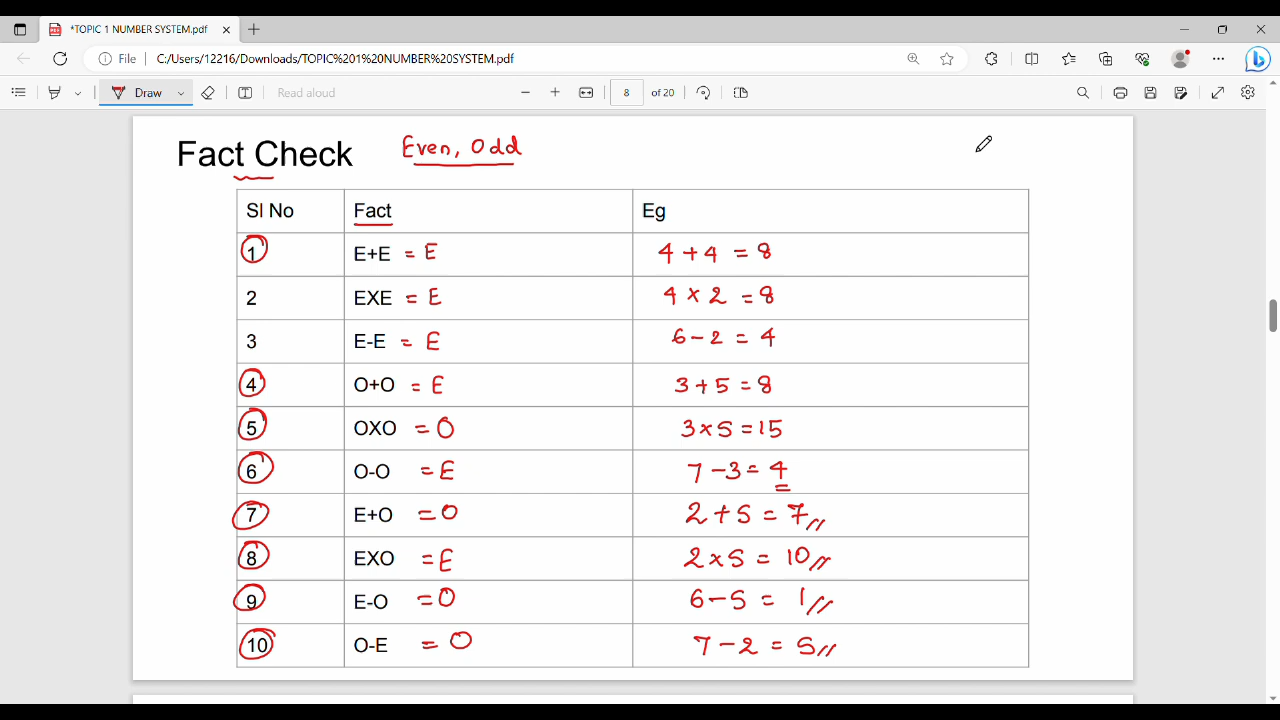 *TOPIC 1 NUMBER SYSTEM.pdf
File C:/Users/12216/Downloads/TOPIC%201%20NUMBER%20SYSTEM.pdf
Draw Read aloud 8 of 20
Fact Check Even, Odd
Sl No Fact Eg
1 E+E = E 4 + 4 = 8
2 EXE = E 4 × 2 = 8
3 E-E = E 6 - 2 = 4
4 O+O = E 3 + 5 = 8
5 OXO = O 3 × 5 = 15
6 O-O = E 7 - 3 = 4
7 E+O = O 2 + 5 = 7//
8 EXO = E 2 × 5 = 10//
9 E-O = O 6 - 5 = 1//
10 O-E = O 7 - 2 = 5//